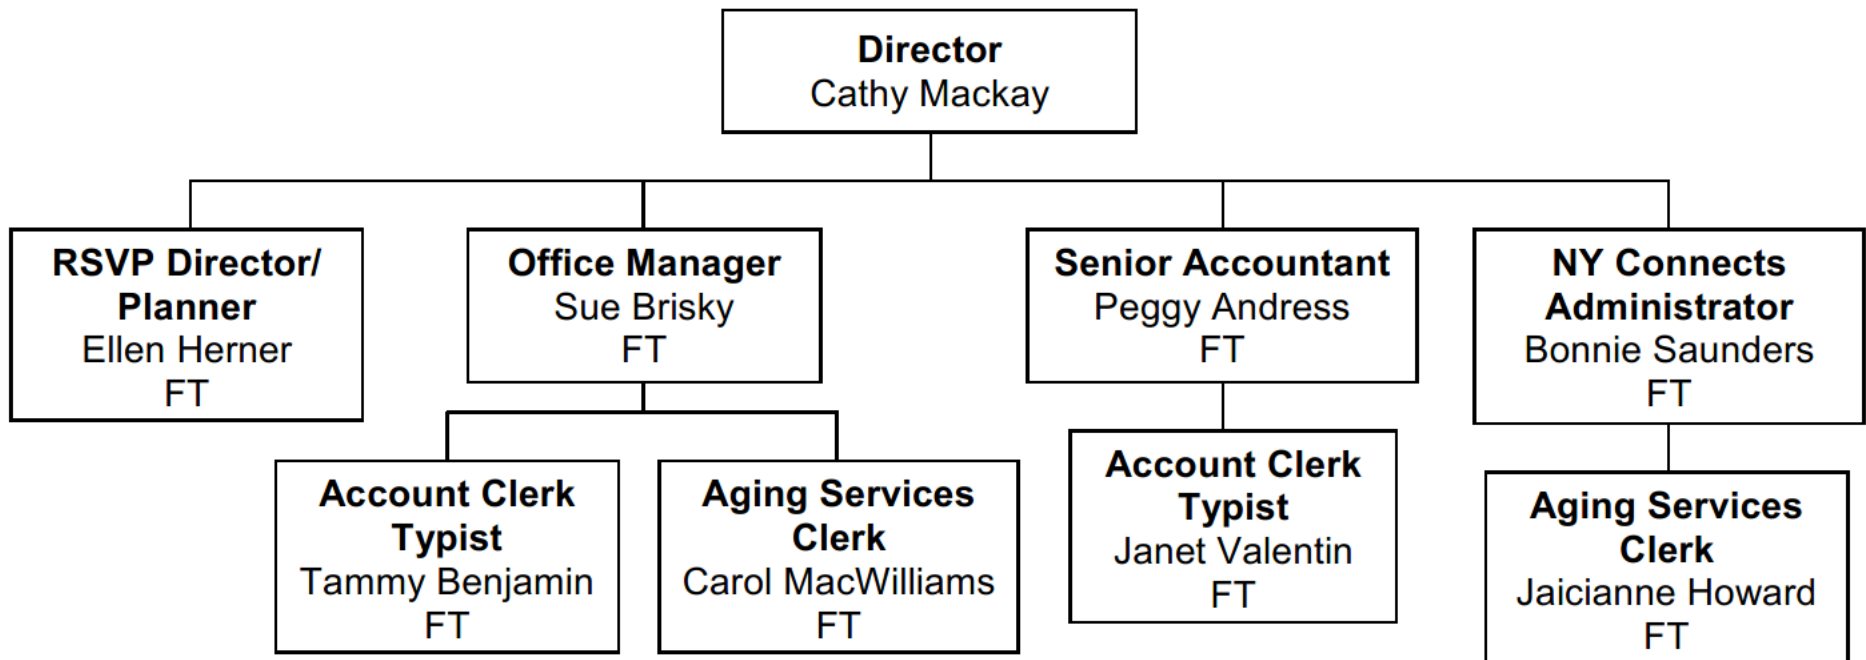 Director
Cathy Mackay
RSVP Director/
Planner
Ellen Herner
FT
Office Manager
Sue Brisky
FT
Senior Accountant
Peggy Andress
FT
NY Connects
Administrator
Bonnie Saunders
FT
Account Clerk
Typist
Tammy Benjamin
FT
Aging Services
Clerk
Carol MacWilliams
FT
Account Clerk
Typist
Janet Valentin
FT
Aging Services
Clerk
Jaicianne Howard
FT